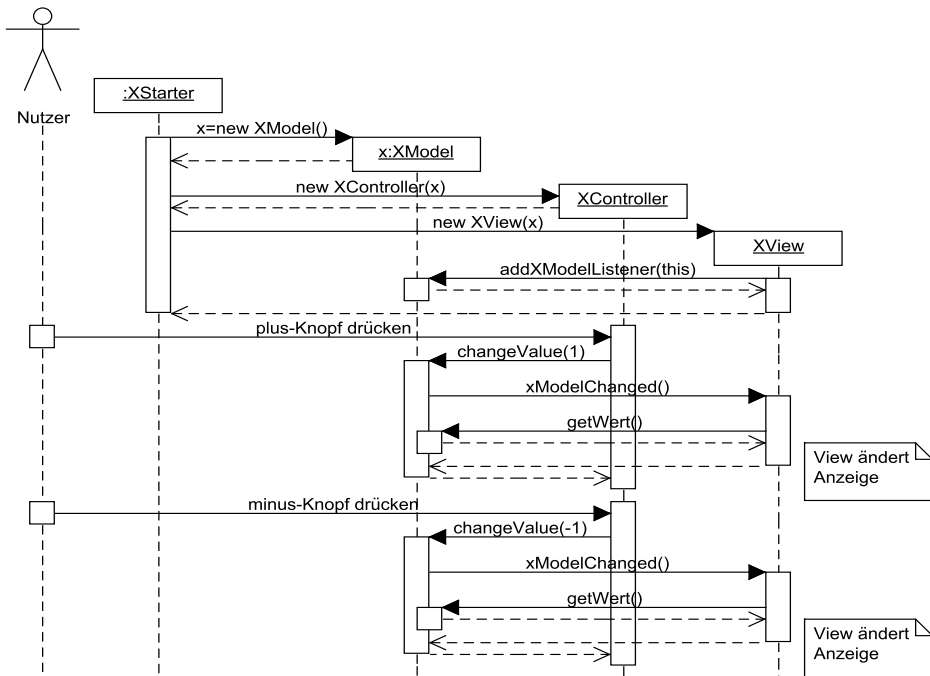 Nutzer
:XStarter
x=new XModel()
x:XModel
new XController(x)
XController
new XView(x)
XView
addXModelListener(this)
plus-Knopf drücken
changeValue(1)
xModelChanged()
getWert()
View ändert
Anzeige
minus-Knopf drücken
changeValue(-1)
xModelChanged()
getWert()
View ändert
Anzeige